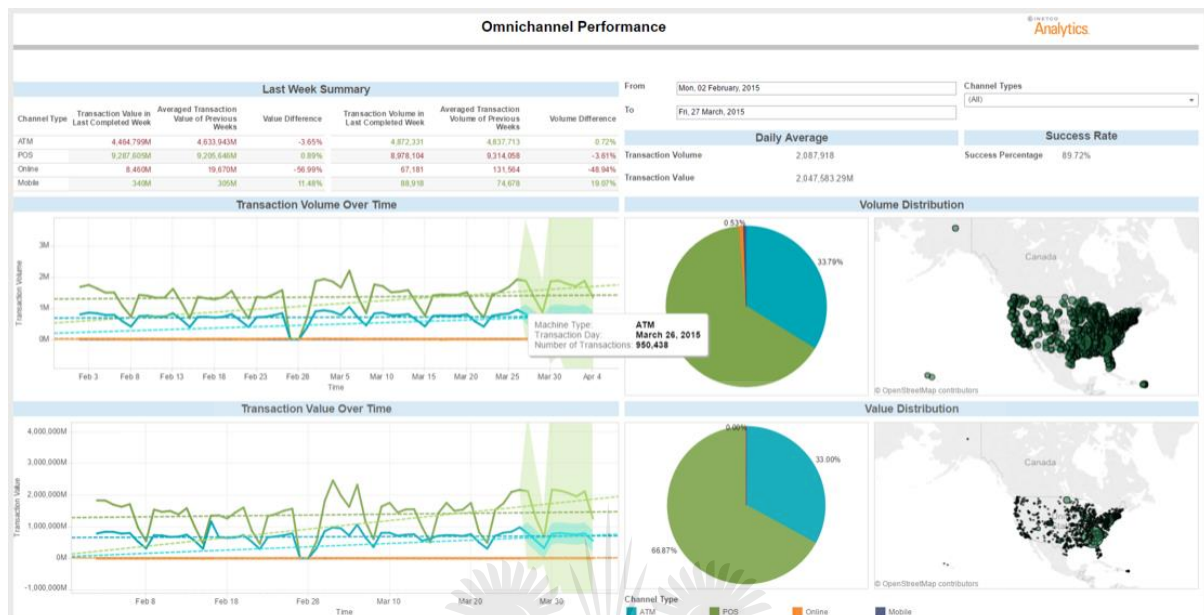 Omnichannel Performance
INETCO
Analytics.
Last Week Summary
Channel Type Transaction Value in Last Completed Week Averaged Transaction Value of Previous Weeks Value Difference Transaction Volume in Last Completed Week Averaged Transaction Volume of Previous Weeks Volume Difference
ATM 4,464,799M 4,633,943M -3.65% 4,872,331 4,837,713 0.72%
POS 9,287,605M 9,205,646M 0.89% 8,978,104 9,314,058 -3.61%
Online 8,460M 19,670M -56.99% 67,181 131,564 -48.94%
Mobile 340M 305M 11.48% 88,918 74,678 19.07%
From Mon, 02 February, 2015
To Fri, 27 March, 2015
Channel Types
(All)
Daily Average
Transaction Volume 2,087,918
Transaction Value 2,047,583.29M
Success Rate
Success Percentage 89.72%
Transaction Volume Over Time
Transaction Volume
3M
2M
1M
0M
Feb 3 Feb 8 Feb 13 Feb 18 Feb 23 Feb 28 Mar 5 Mar 10 Mar 15 Mar 20 Mar 25 Mar 30 Apr 4
Time
Machine Type: ATM
Transaction Day: March 26, 2015
Number of Transactions: 950,438
Volume Distribution
0.53%
33.79%
Canada
© OpenStreetMap contributors
Transaction Value Over Time
Transaction Value
4,000,000M
3,000,000M
2,000,000M
1,000,000M
0M
-1,000,000M
Feb 8 Feb 18 Feb 28 Mar 10 Mar 20 Mar 30
Time
Value Distribution
0.00%
33.00%
66.87%
Canada
© OpenStreetMap contributors
Channel Type
ATM POS Online Mobile